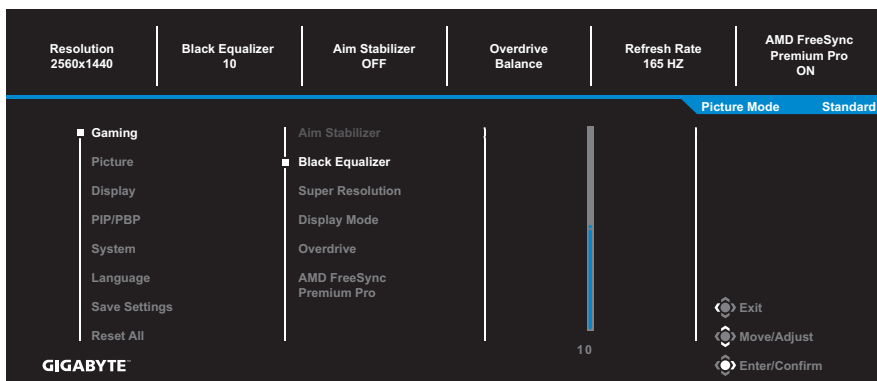 Resolution
2560x1440
Black Equalizer
10
Aim Stabilizer
OFF
Overdrive
Balance
Refresh Rate
165 HZ
AMD FreeSync
Premium Pro
ON
Picture Mode Standard
Gaming
Picture
Display
PIP/PBP
System
Language
Save Settings
Reset All
Aim Stabilizer
Black Equalizer
Super Resolution
Display Mode
Overdrive
AMD FreeSync
Premium Pro
10
Exit
Move/Adjust
Enter/Confirm
GIGABYTE™